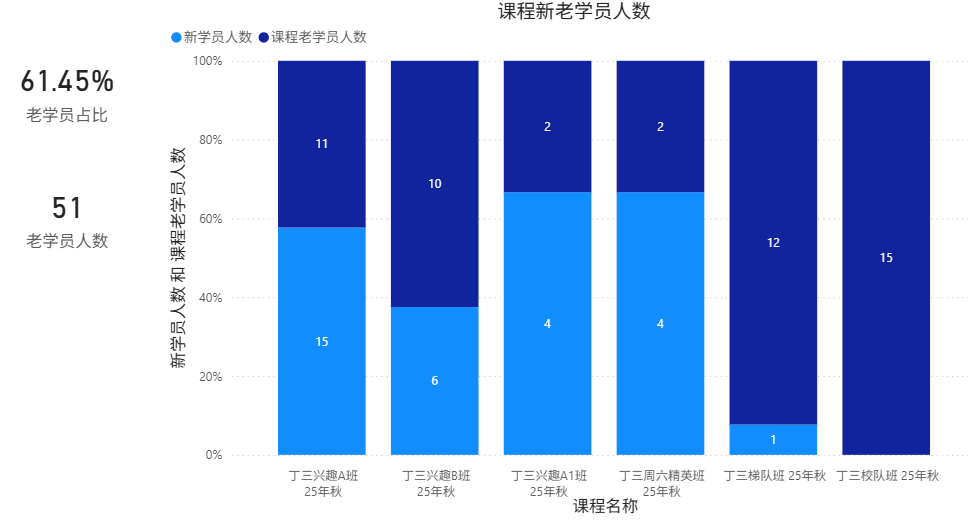 课程新老学员人数
新学员人数 课程老学员人数
61.45%
老学员占比
51
老学员人数
新学员人数 和 课程老学员人数
100%
80%
60%
40%
20%
0%
11
10
2
2
12
15
15
6
4
4
1
丁三兴趣A班
25年秋
丁三兴趣B班
25年秋
丁三兴趣A1班
25年秋
丁三周六精英班
25年秋
丁三梯队班 25年秋
丁三校队班 25年秋
课程名称